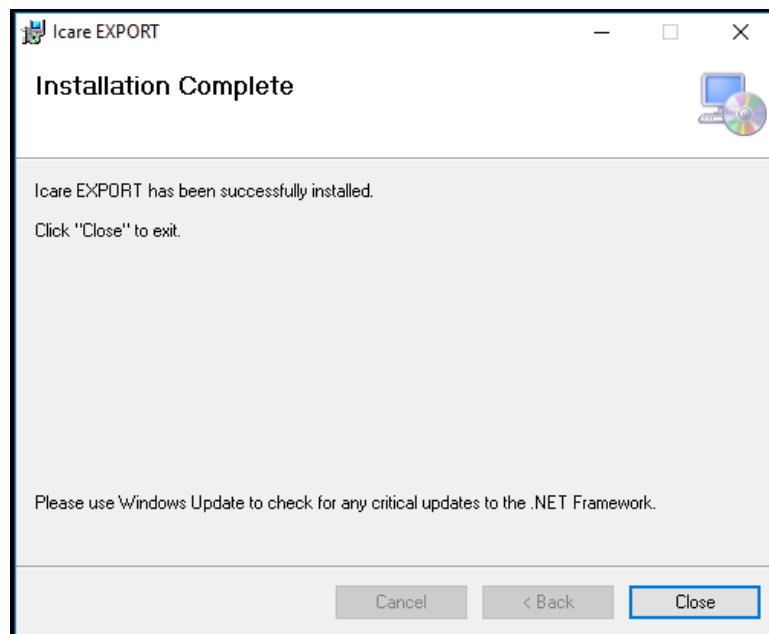 Icare EXPORT
Installation Complete
Icare EXPORT has been successfully installed.
Click "Close" to exit.
Please use Windows Update to check for any critical updates to the .NET Framework.
Cancel
< Back
Close